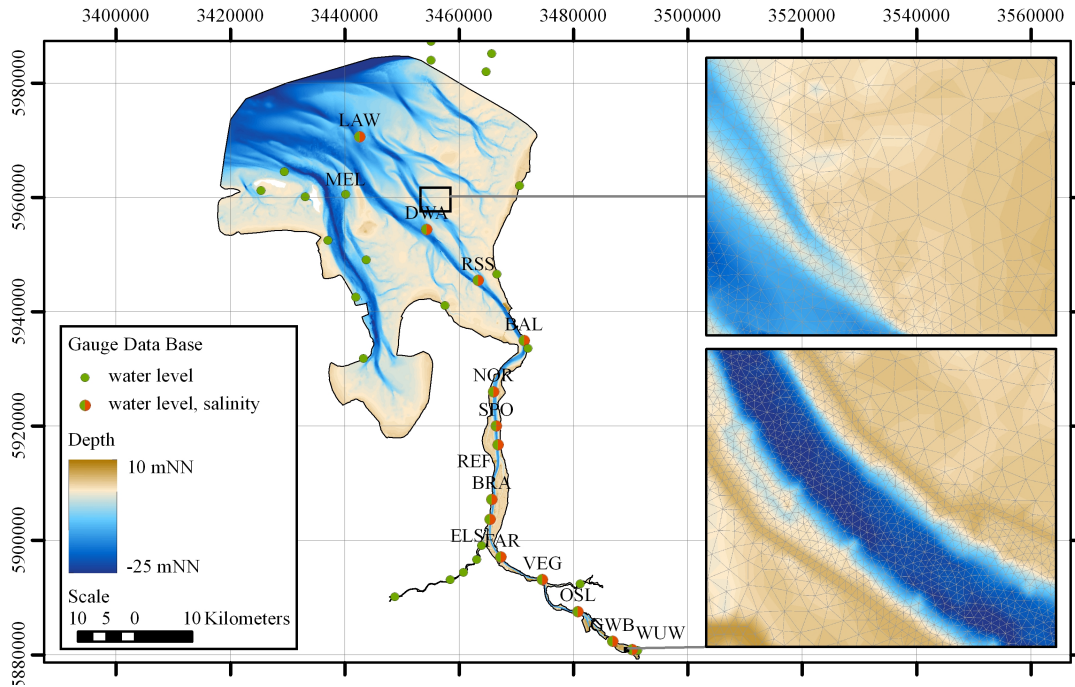 3400000 3420000 3440000 3460000 3480000 3500000 3520000 3540000 3560000
5980000
5960000
5940000
5920000
5900000
5880000
LAW
MEL
DWA
RSS
BAL
NOR
SPO
REF
BRA
ELS
FAR
VEG
OSL
GWB
WUW
Gauge Data Base
water level
water level, salinity
Depth
10 mNN
-25 mNN
Scale
10 5 0 10 Kilometers